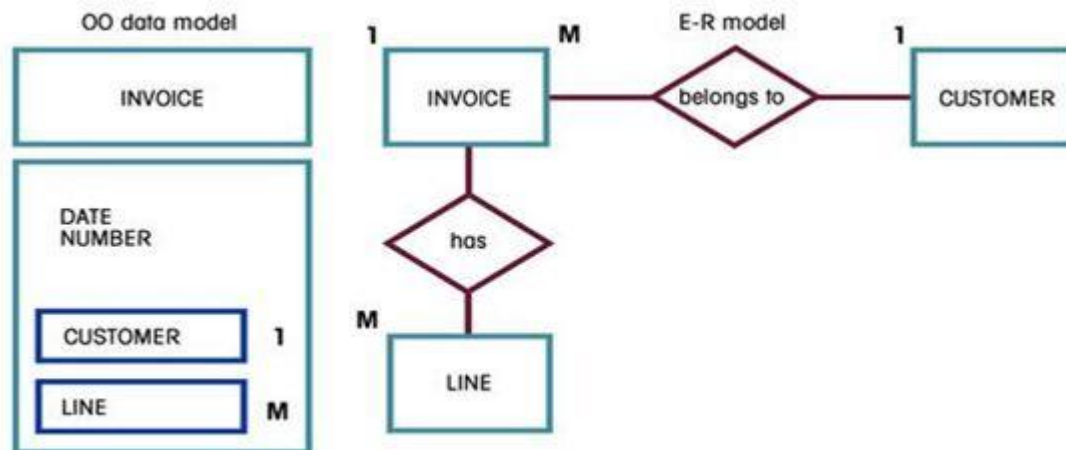 OO data model
INVOICE
DATE
NUMBER
CUSTOMER 1
LINE M
E-R model
1 M 1
INVOICE belongs to CUSTOMER
has
M
LINE